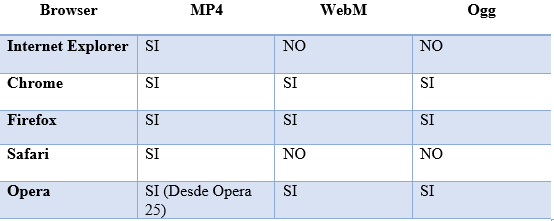 Browser MP4 WebM Ogg
Internet Explorer SI NO NO
Chrome SI SI SI
Firefox SI SI SI
Safari SI NO NO
Opera SI (Desde Opera SI SI
25)